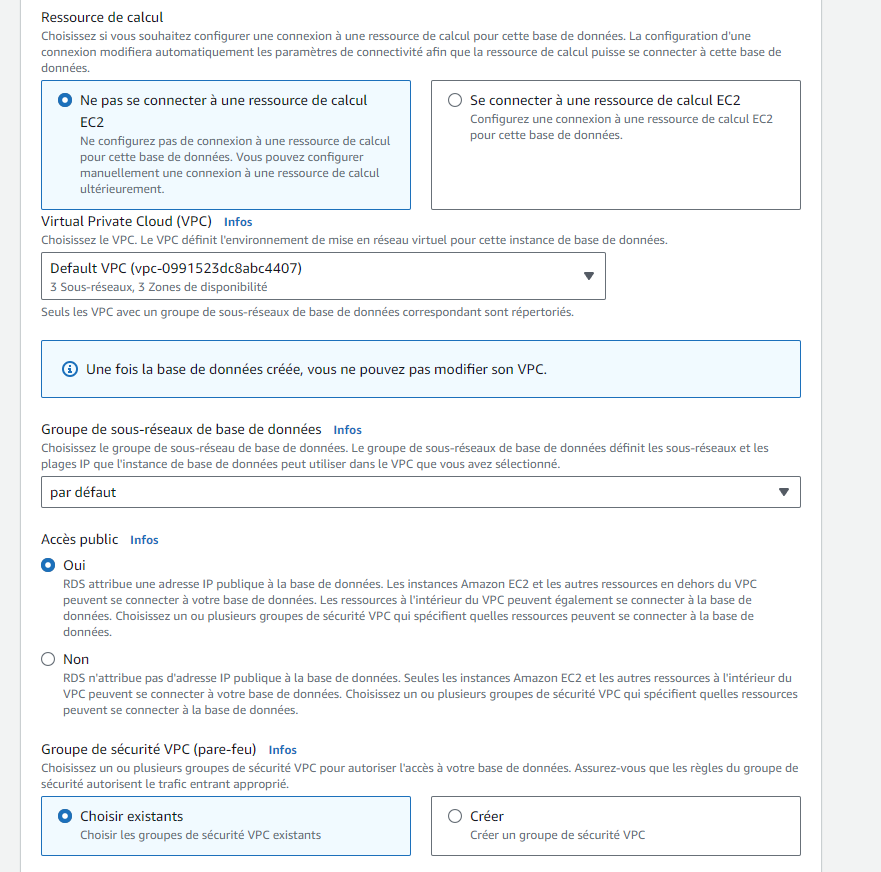 Ressource de calcul
Choisissez si vous souhaitez configurer une connexion à une ressource de calcul pour cette base de données. La configuration d'une
connexion modifiera automatiquement les paramètres de connectivité afin que la ressource de calcul puisse se connecter à cette base de
données.
Ne pas se connecter à une ressource de calcul
EC2
Ne configurez pas de connexion à une ressource de calcul
pour cette base de données. Vous pouvez configurer
manuellement une connexion à une ressource de calcul
ultérieurement.
Se connecter à une ressource de calcul EC2
Configurez une connexion à une ressource de calcul EC2
pour cette base de données.
Virtual Private Cloud (VPC) Infos
Choisissez le VPC. Le VPC définit l'environnement de mise en réseau virtuel pour cette instance de base de données.
Default VPC (vpc-0991523dc8abc4407)
3 Sous-réseaux, 3 Zones de disponibilité
Seuls les VPC avec un groupe de sous-réseaux de base de données correspondant sont répertoriés.
Une fois la base de données créée, vous ne pouvez pas modifier son VPC.
Groupe de sous-réseaux de base de données Infos
Choisissez le groupe de sous-réseau de base de données. Le groupe de sous-réseaux de base de données définit les sous-réseaux et les
plages IP que l'instance de base de données peut utiliser dans le VPC que vous avez sélectionné.
par défaut
Accès public Infos
Oui
RDS attribue une adresse IP publique à la base de données. Les instances Amazon EC2 et les autres ressources en dehors du VPC
peuvent se connecter à votre base de données. Les ressources à l'intérieur du VPC peuvent également se connecter à la base de
données. Choisissez un ou plusieurs groupes de sécurité VPC qui spécifient quelles ressources peuvent se connecter à la base de
données.
Non
RDS n'attribue pas d'adresse IP publique à la base de données. Seules les instances Amazon EC2 et les autres ressources à l'intérieur du
VPC peuvent se connecter à votre base de données. Choisissez un ou plusieurs groupes de sécurité VPC qui spécifient quelles ressources
peuvent se connecter à la base de données.
Groupe de sécurité VPC (pare-feu) Infos
Choisissez un ou plusieurs groupes de sécurité VPC pour autoriser l'accès à votre base de données. Assurez-vous que les règles du groupe de
sécurité autorisent le trafic entrant approprié.
Choisir existants
Choisir les groupes de sécurité VPC existants
Créer
Créer un groupe de sécurité VPC